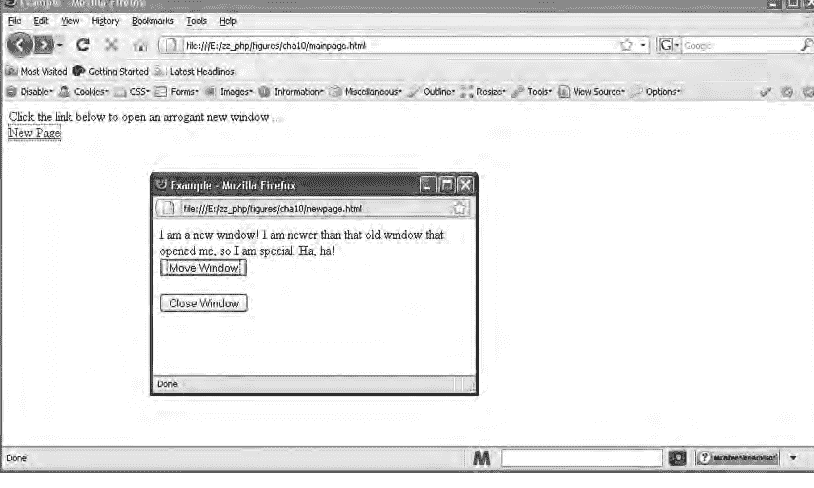 Example - Mozilla Firefox
File Edit View History Bookmarks Tools Help
file:///E:/zz_php/figures/cha10/mainpage.html
G Google
Most Visited Getting Started Latest Headlines
Disable Cookies CSS Forms Images Information Miscellaneous Outline Resize Tools View Source Options
Click the link below to open an arrogant new window ...
New Page
Example - Mozilla Firefox
file:///E:/zz_php/figures/cha10/newpage.html
I am a new window! I am newer than that old window that
opened me, so I am special. Ha, ha!
Move Window
Close Window
Done
Done
M